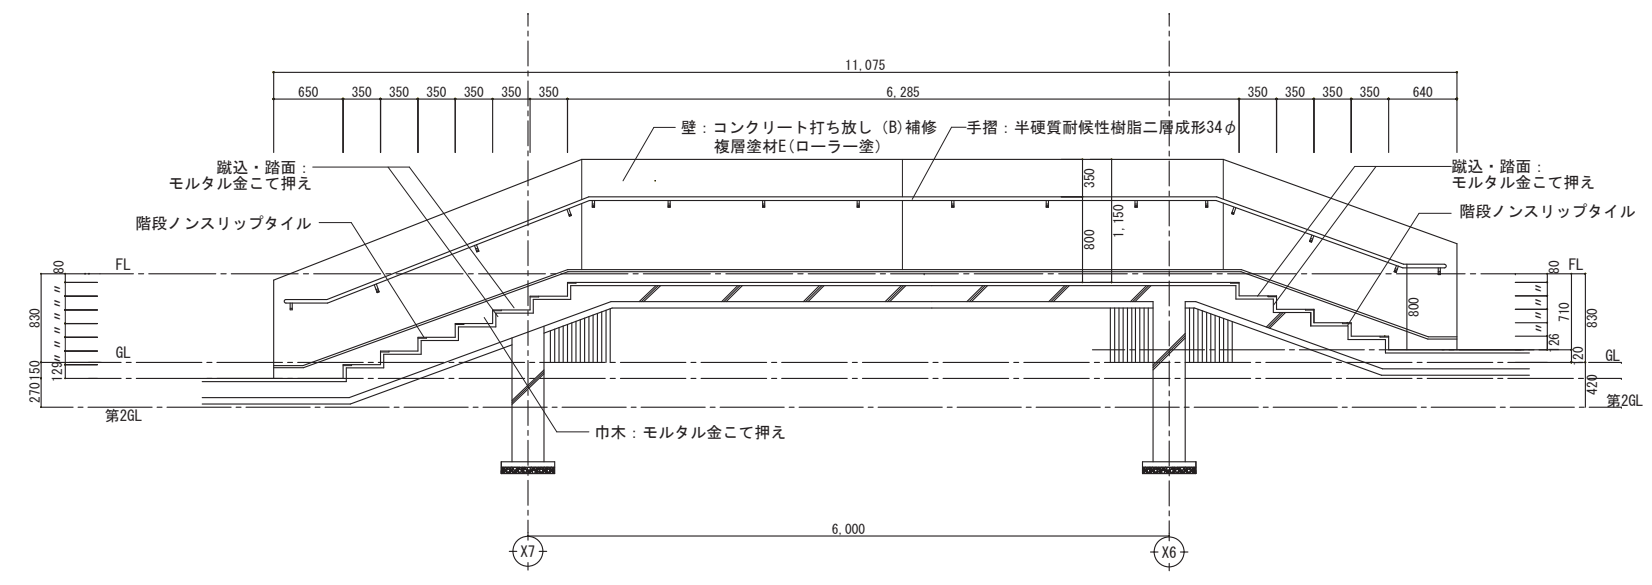 11,075
650 350 350 350 350 350 350 6,285 350 350 350 350 640
壁：コンクリート打ち放し (B)補修
複層塗材E(ローラー塗)
手摺：半硬質耐候性樹脂二層成形34φ
蹴込・踏面：
モルタル金こて押え
階段ノンスリップタイル
蹴込・踏面：
モルタル金こて押え
階段ノンスリップタイル
350
800
1,150
FL
GL
第2GL
80
〃
〃
〃
〃
〃
129
830
150
270
FL
GL
第2GL
80
〃
〃
〃
〃
126
710
120
830
420
800
巾木：モルタル金こて押え
6,000
X7
X6